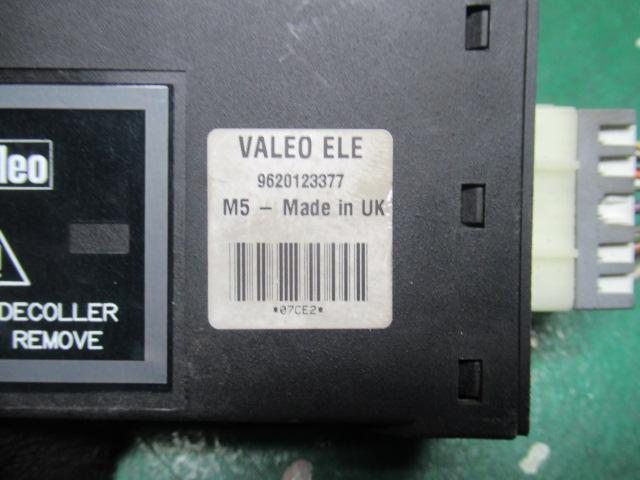 VALEO ELE
9620123377
M5 - Made in UK
*07CE2*
leo
DECOLLER
REMOVE